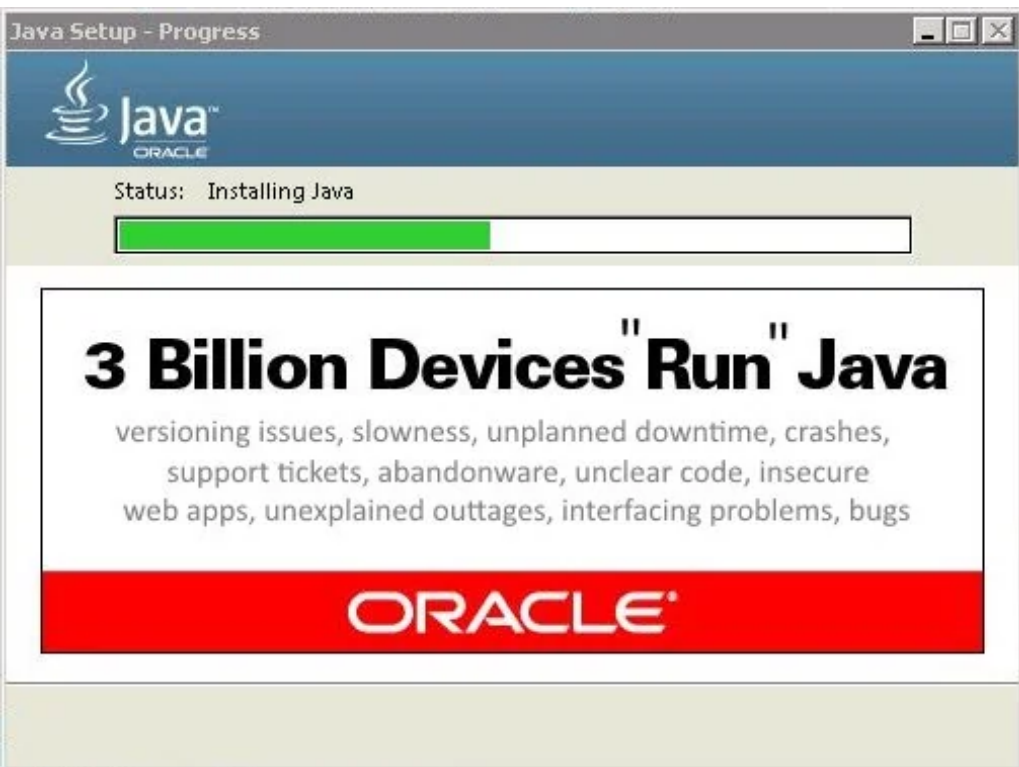 Java Setup - Progress
Java™
ORACLE
Status: Installing Java
3 Billion Devices "Run" Java
versioning issues, slowness, unplanned downtime, crashes,
support tickets, abandonware, unclear code, insecure
web apps, unexplained outtages, interfacing problems, bugs
ORACLE®